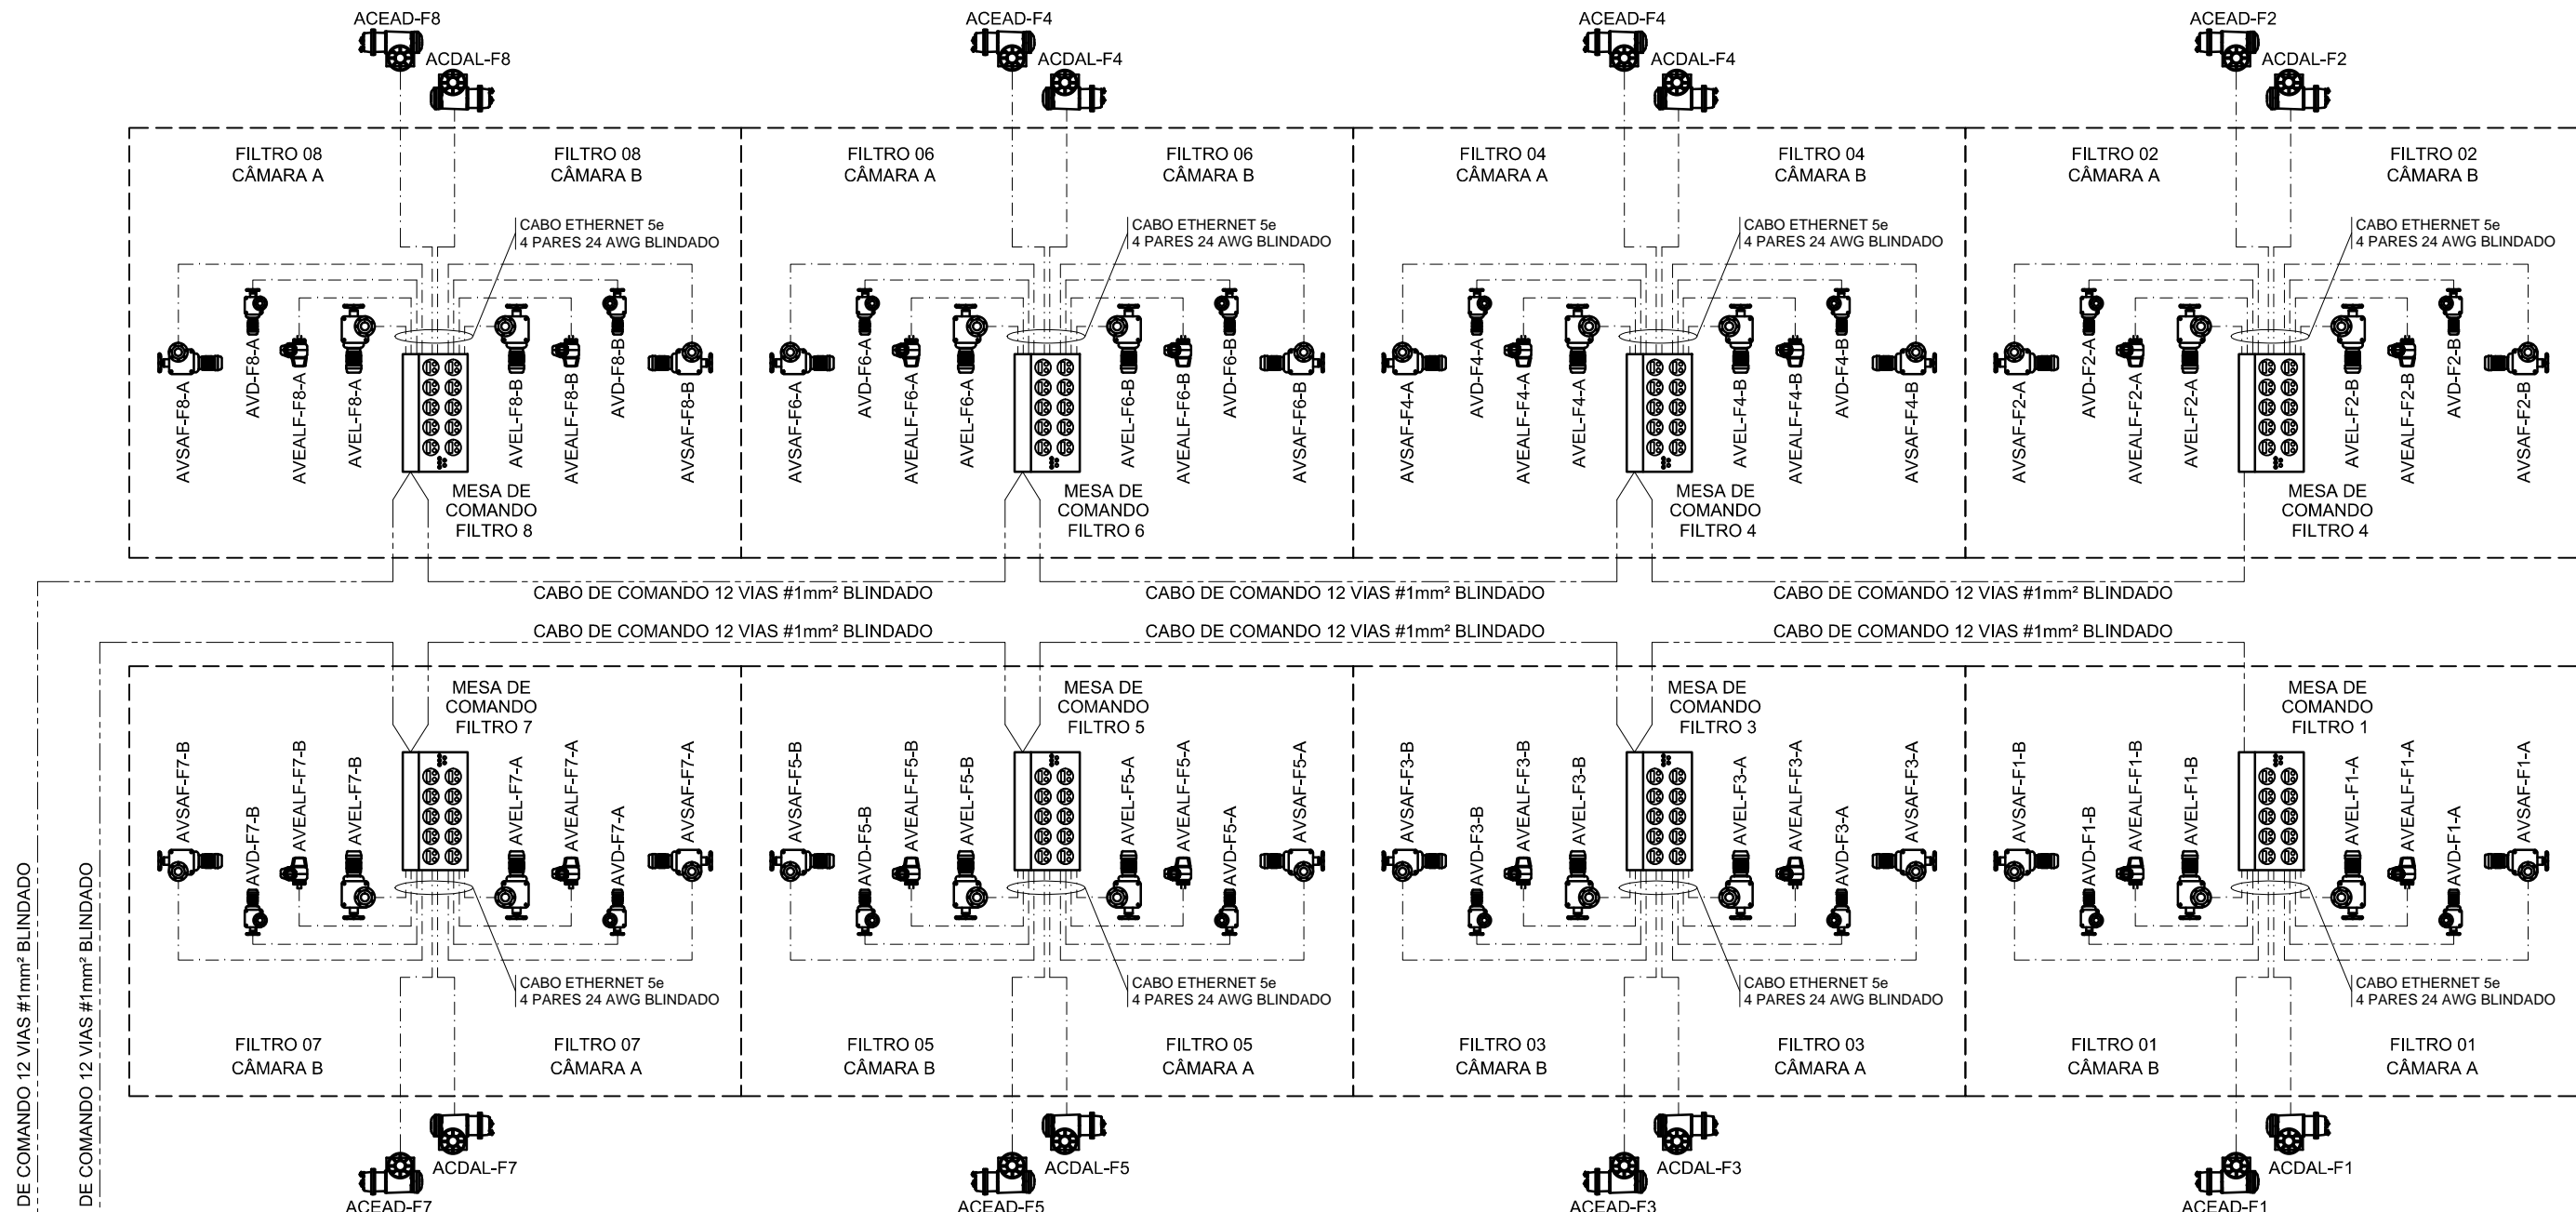 ACEAD-F8
ACDAL-F8
ACEAD-F4
ACDAL-F4
ACEAD-F4
ACDAL-F4
ACEAD-F2
ACDAL-F2
FILTRO 08
CÂMARA A
FILTRO 08
CÂMARA B
FILTRO 06
CÂMARA A
FILTRO 06
CÂMARA B
FILTRO 04
CÂMARA A
FILTRO 04
CÂMARA B
FILTRO 02
CÂMARA A
FILTRO 02
CÂMARA B
CABO ETHERNET 5e
4 PARES 24 AWG BLINDADO
CABO ETHERNET 5e
4 PARES 24 AWG BLINDADO
CABO ETHERNET 5e
4 PARES 24 AWG BLINDADO
CABO ETHERNET 5e
4 PARES 24 AWG BLINDADO
AVSAF-F8-A
AVD-F8-A
AVEALF-F8-A
AVEL-F8-A
AVEL-F8-B
AVEALF-F8-B
AVD-F8-B
AVSAF-F8-B
AVSAF-F6-A
AVD-F6-A
AVEALF-F6-A
AVEL-F6-A
AVEL-F6-B
AVEALF-F6-B
AVD-F6-B
AVSAF-F6-B
AVSAF-F4-A
AVD-F4-A
AVEALF-F4-A
AVEL-F4-A
AVEL-F4-B
AVEALF-F4-B
AVD-F4-B
AVSAF-F4-B
AVSAF-F2-A
AVD-F2-A
AVEALF-F2-A
AVEL-F2-A
AVEL-F2-B
AVEALF-F2-B
AVD-F2-B
AVSAF-F2-B
MESA DE
COMANDO
FILTRO 8
MESA DE
COMANDO
FILTRO 6
MESA DE
COMANDO
FILTRO 4
MESA DE
COMANDO
FILTRO 4
CABO DE COMANDO 12 VIAS #1mm² BLINDADO
CABO DE COMANDO 12 VIAS #1mm² BLINDADO
CABO DE COMANDO 12 VIAS #1mm² BLINDADO
CABO DE COMANDO 12 VIAS #1mm² BLINDADO
CABO DE COMANDO 12 VIAS #1mm² BLINDADO
CABO DE COMANDO 12 VIAS #1mm² BLINDADO
DE COMANDO 12 VIAS #1mm² BLINDADO
DE COMANDO 12 VIAS #1mm² BLINDADO
MESA DE
COMANDO
FILTRO 7
MESA DE
COMANDO
FILTRO 5
MESA DE
COMANDO
FILTRO 3
MESA DE
COMANDO
FILTRO 1
AVSAF-F7-B
AVD-F7-B
AVEALF-F7-B
AVEL-F7-B
AVEL-F7-A
AVEALF-F7-A
AVD-F7-A
AVSAF-F7-A
AVSAF-F5-B
AVD-F5-B
AVEALF-F5-B
AVEL-F5-B
AVEL-F5-A
AVEALF-F5-A
AVD-F5-A
AVSAF-F5-A
AVSAF-F3-B
AVD-F3-B
AVEALF-F3-B
AVEL-F3-B
AVEL-F3-A
AVEALF-F3-A
AVD-F3-A
AVSAF-F3-A
AVSAF-F1-B
AVD-F1-B
AVEALF-F1-B
AVEL-F1-B
AVEL-F1-A
AVEALF-F1-A
AVD-F1-A
AVSAF-F1-A
CABO ETHERNET 5e
4 PARES 24 AWG BLINDADO
CABO ETHERNET 5e
4 PARES 24 AWG BLINDADO
CABO ETHERNET 5e
4 PARES 24 AWG BLINDADO
CABO ETHERNET 5e
4 PARES 24 AWG BLINDADO
FILTRO 07
CÂMARA B
FILTRO 07
CÂMARA A
FILTRO 05
CÂMARA B
FILTRO 05
CÂMARA A
FILTRO 03
CÂMARA B
FILTRO 03
CÂMARA A
FILTRO 01
CÂMARA B
FILTRO 01
CÂMARA A
ACDAL-F7
ACEAD-F7
ACDAL-F5
ACEAD-F5
ACDAL-F3
ACEAD-F3
ACDAL-F1
ACEAD-F1